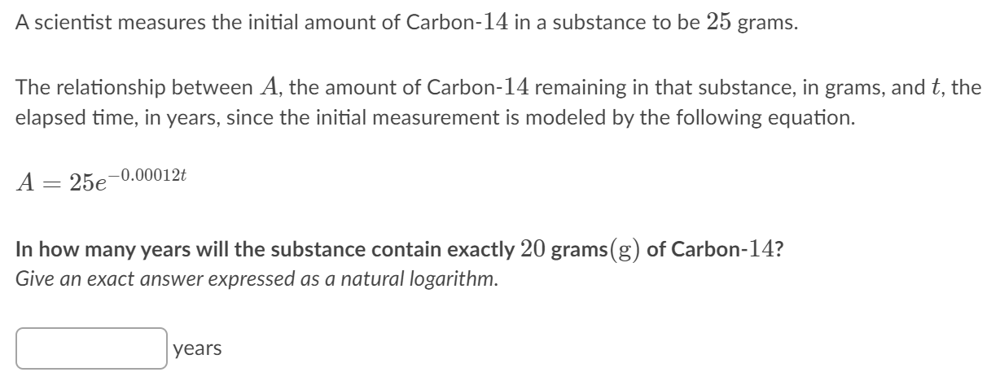 A scientist measures the initial amount of Carbon-14 in a substance to be 25 grams.
The relationship between A, the amount of Carbon-14 remaining in that substance, in grams, and t, the
elapsed time, in years, since the initial measurement is modeled by the following equation.
A = 25e^{-0.00012t}
In how many years will the substance contain exactly 20 grams(g) of Carbon-14?
Give an exact answer expressed as a natural logarithm.
years